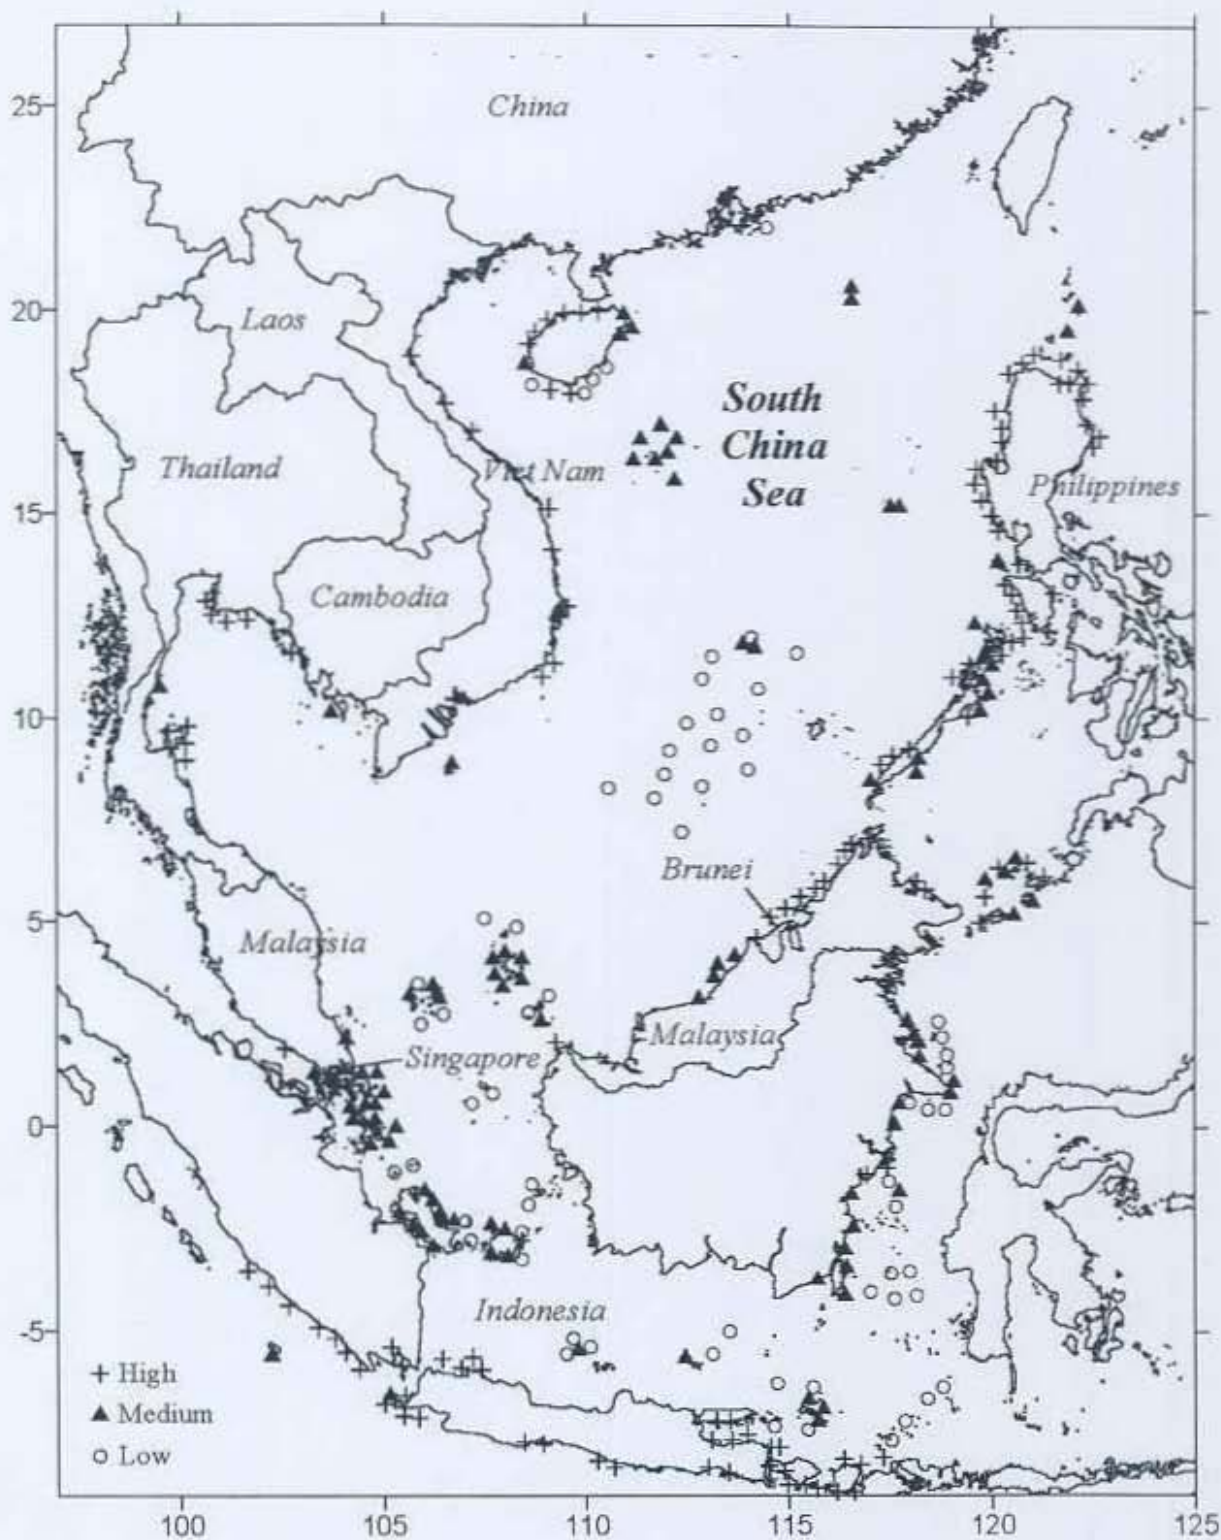 25
China
20
Laos
South
China
Sea
Thailand
Viet Nam
Philippines
15
Cambodia
10
Brunei
5
Malaysia
Malaysia
Singapore
0
Indonesia
-5
High
Medium
Low
100
105
110
115
120
125